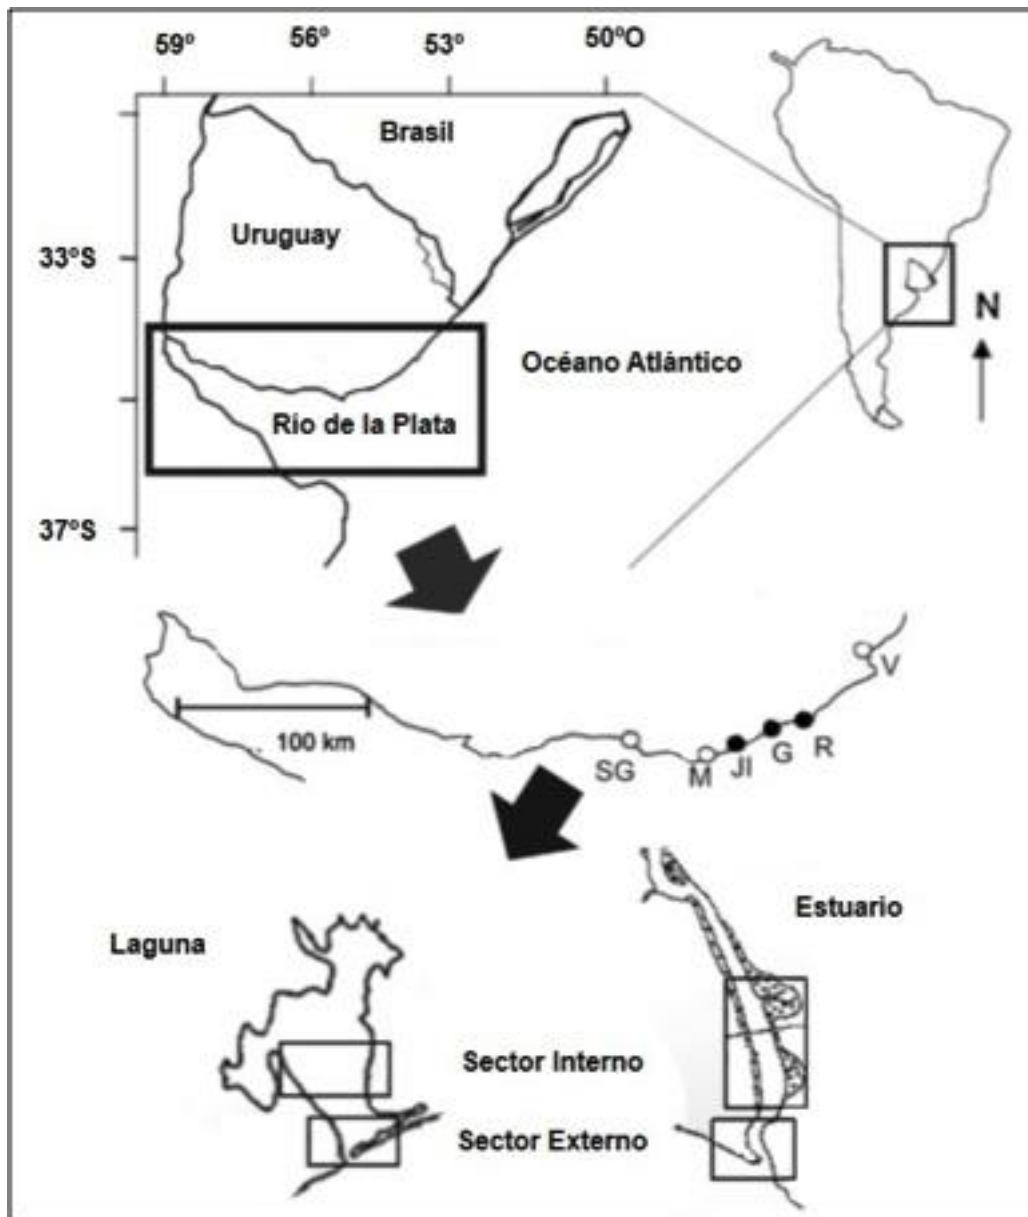 59º 56º 53º 50ºO
Brasil
Uruguay
33ºS
N
Océano Atlántico
Río de la Plata
37ºS
V
100 km
SG M JI G R
Estuario
Laguna
Sector Interno
Sector Externo